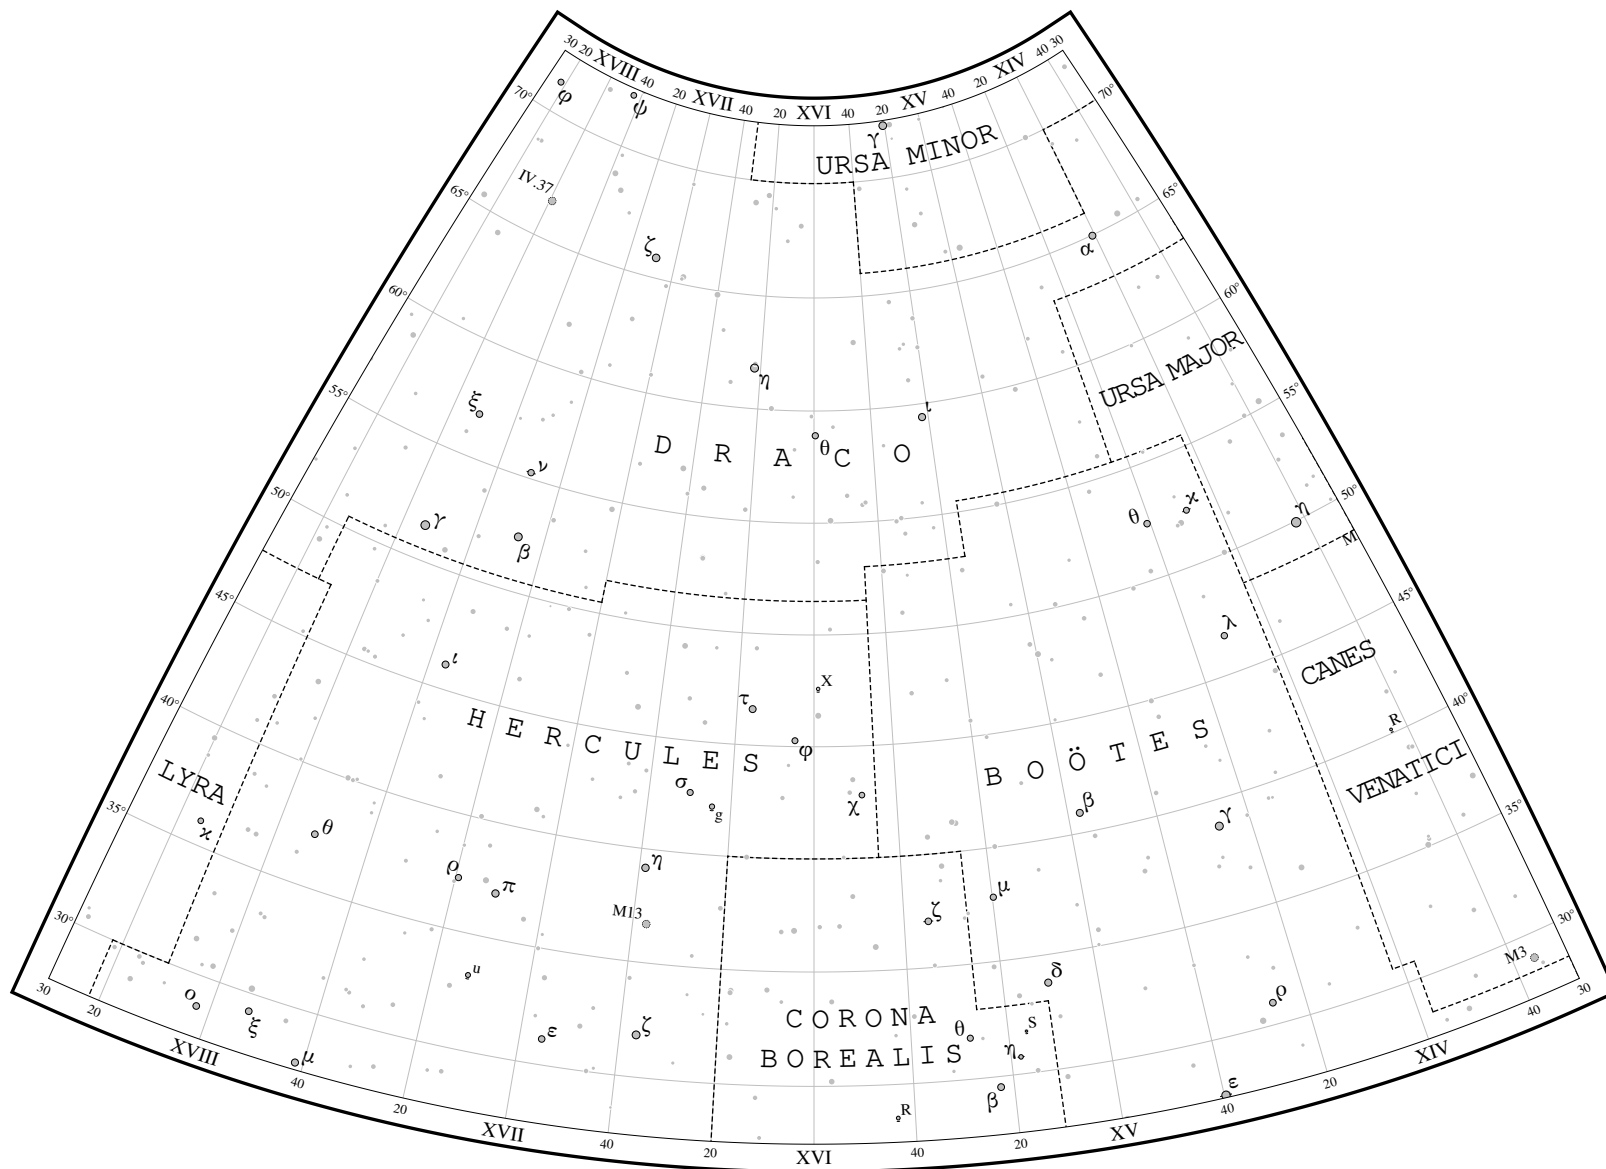 30 20 XVIII 40 20 XVII 40 20 XVI 40 20 XV 40 20 XIV 40 30
70° φ ψ γ 70°
URSA MINOR
IV.37
65° 65°
ζ α
60° 60°
URSA MAJOR
η
55° ξ ι 55°
D R A θ C O
ν
50° γ β θ ϰ η 50°
M
45° 45°
λ
ι CANES
X
τ
40° 40°
H E R C U L E S φ B O Ö T E S R
LYRA σ g χ β VENATICI
35° ϰ θ γ 35°
ρ π η μ
M13 ζ
30° 30°
u δ M3
ο ξ CORONA ρ
ε ζ θ S
BOREALIS η
μ β ε
R
30 20 XVIII 40 20 XVII 40 20 XVI 40 20 XV 40 20 XIV 40 30